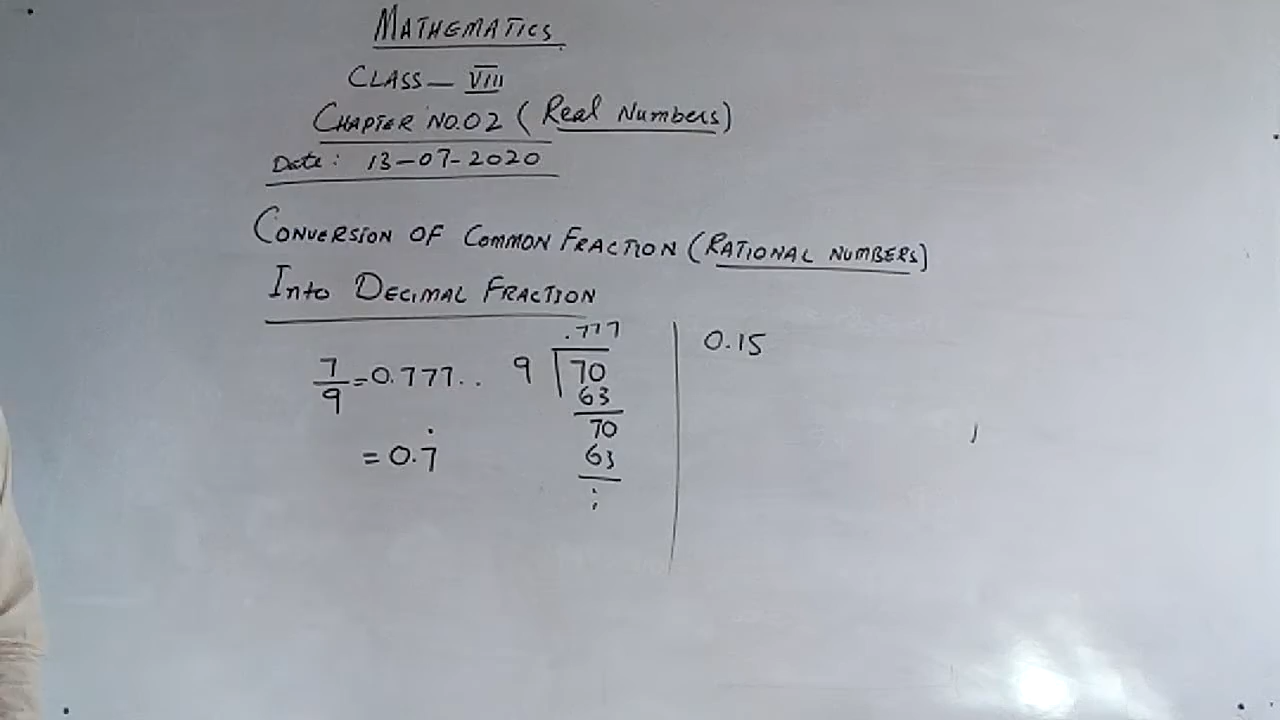 MATHEMATICS
CLASS — VIII
CHAPTER NO.02 (Real Numbers)
Date: 13-07-2020
CONVERSION OF COMMON FRACTION (RATIONAL NUMBERS)
Into DECIMAL FRACTION
7/9 = 0.777..
= 0.7̇
.777
9 70
63
70
63
:
0.15